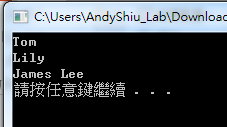 C:\Users\AndyShiu_Lab\Downloa
Tom
Lily
James Lee
請按任意鍵繼續 . . .